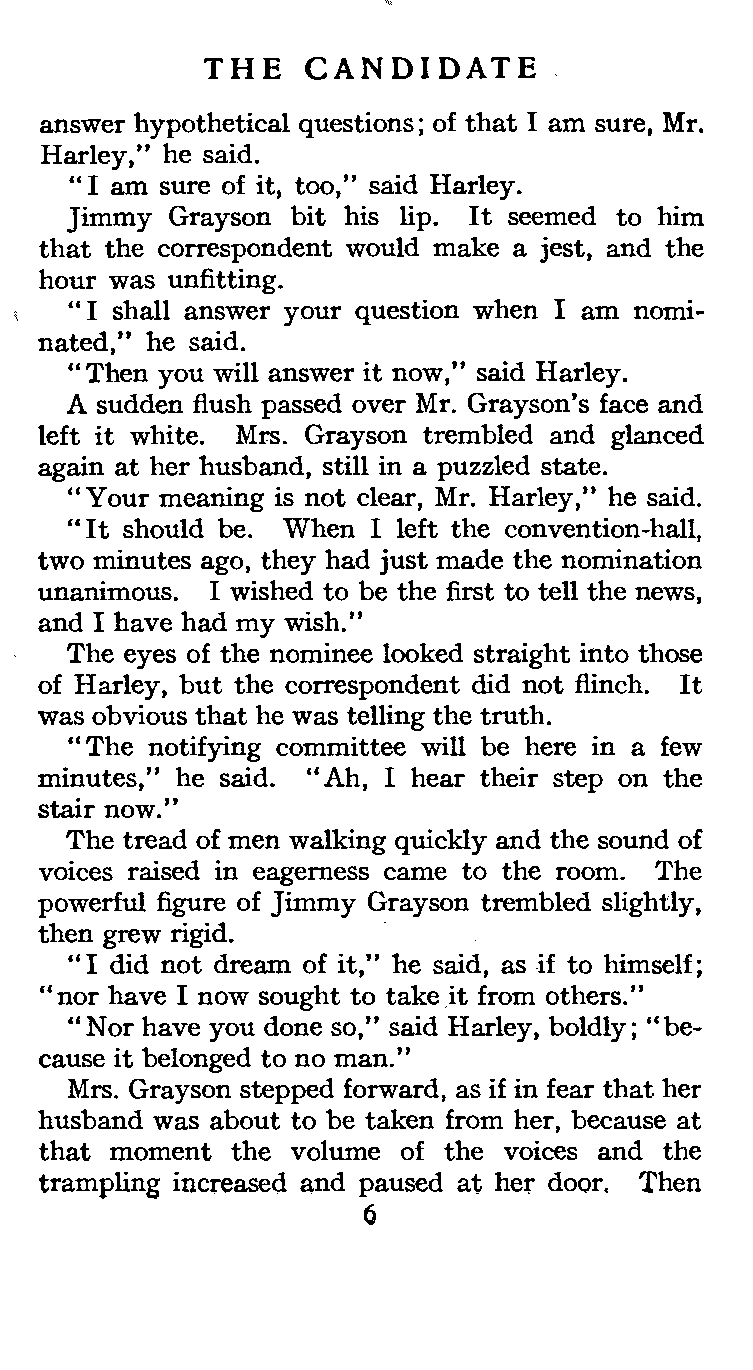 THE CANDIDATE
answer hypothetical questions; of that I am sure, Mr.
Harley," he said.
"I am sure of it, too," said Harley.
Jimmy Grayson bit his lip. It seemed to him
that the correspondent would make a jest, and the
hour was unfitting.
"I shall answer your question when I am nomi-
nated," he said.
"Then you will answer it now," said Harley.
A sudden flush passed over Mr. Grayson's face and
left it white. Mrs. Grayson trembled and glanced
again at her husband, still in a puzzled state.
"Your meaning is not clear, Mr. Harley," he said.
"It should be. When I left the convention-hall,
two minutes ago, they had just made the nomination
unanimous. I wished to be the first to tell the news,
and I have had my wish."
The eyes of the nominee looked straight into those
of Harley, but the correspondent did not flinch. It
was obvious that he was telling the truth.
"The notifying committee will be here in a few
minutes," he said. "Ah, I hear their step on the
stair now."
The tread of men walking quickly and the sound of
voices raised in eagerness came to the room. The
powerful figure of Jimmy Grayson trembled slightly,
then grew rigid.
"I did not dream of it," he said, as if to himself;
"nor have I now sought to take it from others."
"Nor have you done so," said Harley, boldly; "be-
cause it belonged to no man."
Mrs. Grayson stepped forward, as if in fear that her
husband was about to be taken from her, because at
that moment the volume of the voices and the
trampling increased and paused at her door. Then
6